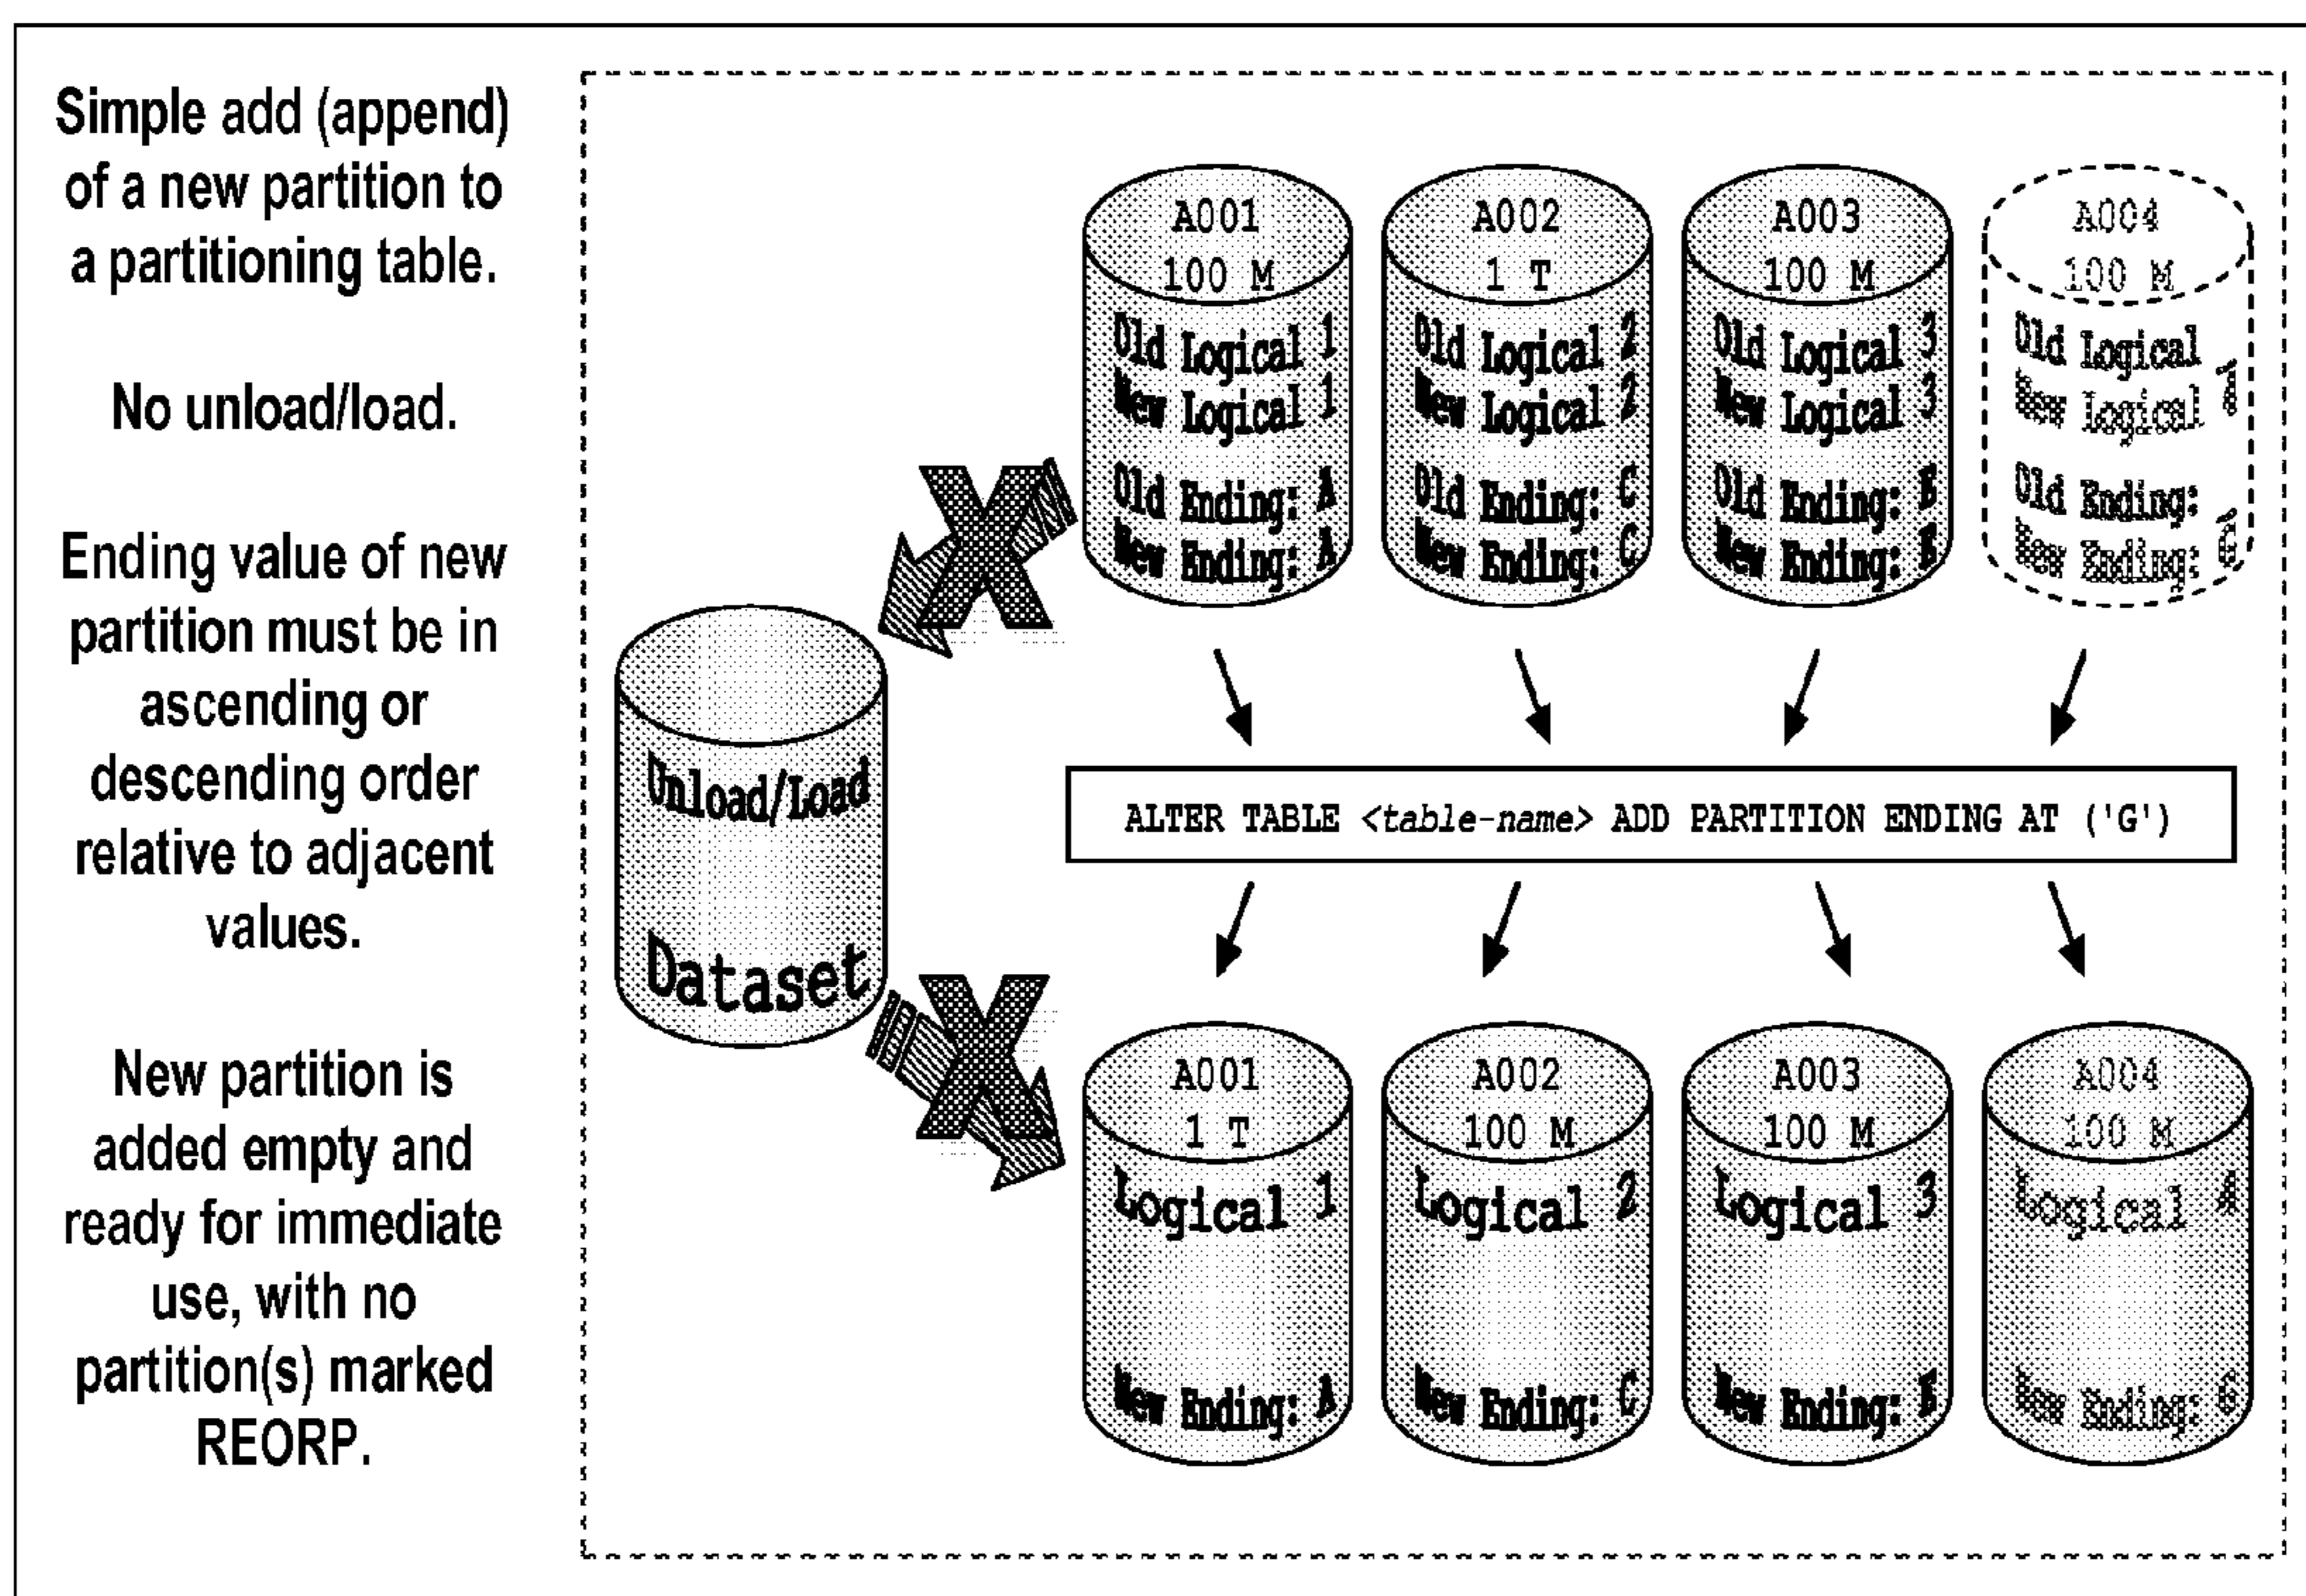 Simple add (append)
of a new partition to
a partitioning table.
No unload/load.
Ending value of new
partition must be in
ascending or
descending order
relative to adjacent
values.
New partition is
added empty and
ready for immediate
use, with no
partition(s) marked
REORP.
A001
100 M
Old Logical 1
New Logical 1
Old Ending: A
New Ending: A
A002
1 T
Old Logical 2
New Logical 2
Old Ending: C
New Ending: C
A003
100 M
Old Logical 3
New Logical 3
Old Ending: E
New Ending: E
A004
100 M
Old Logical
New Logical 4
Old Ending:
New Ending: G
Unload/Load
Dataset
ALTER TABLE <table-name> ADD PARTITION ENDING AT ('G')
A001
1 T
Logical 1
New Ending: A
A002
100 M
Logical 2
New Ending: C
A003
100 M
Logical 3
New Ending: E
A004
100 M
Logical 4
New Ending: G